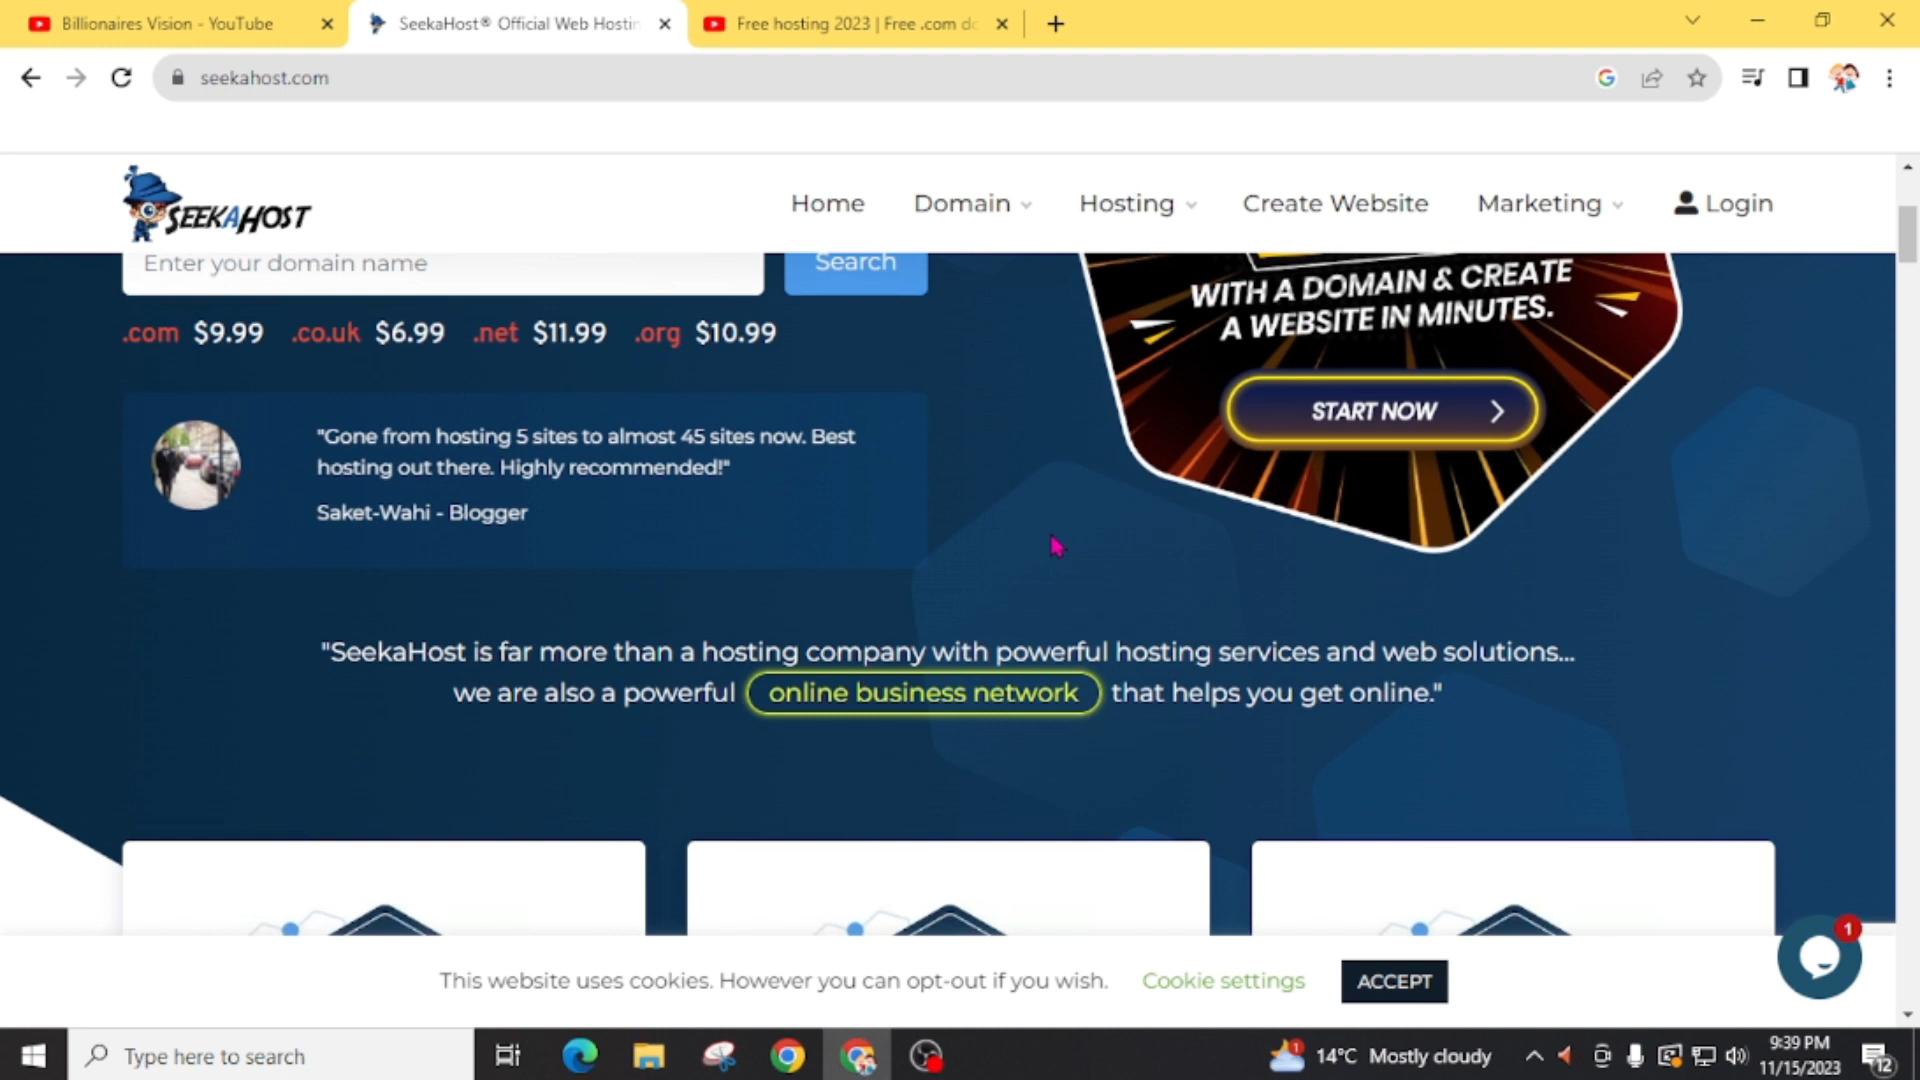 Billionaires Vision - YouTube
SeekaHost® Official Web Hostin
Free hosting 2023 | Free .com do
seekahost.com
SEEKAHOST
Home
Domain
Hosting
Create Website
Marketing
Login
Enter your domain name
Search
.com $9.99 .co.uk $6.99 .net $11.99 .org $10.99
WITH A DOMAIN & CREATE
A WEBSITE IN MINUTES.
START NOW
"Gone from hosting 5 sites to almost 45 sites now. Best
hosting out there. Highly recommended!"
Saket-Wahi - Blogger
"SeekaHost is far more than a hosting company with powerful hosting services and web solutions...
we are also a powerful online business network that helps you get online."
This website uses cookies. However you can opt-out if you wish.
Cookie settings
ACCEPT
1
Type here to search
1
14°C Mostly cloudy
9:39 PM
11/15/2023
12